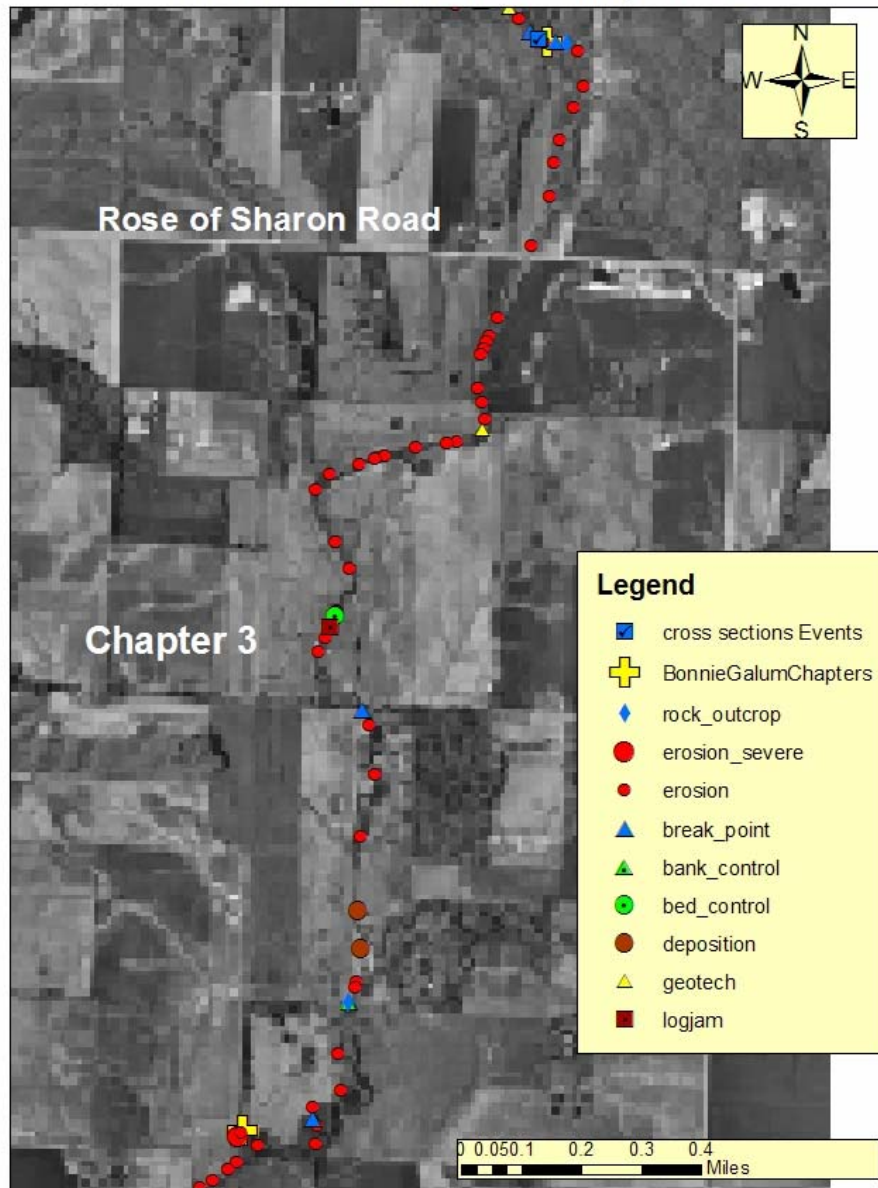 N
W E
S
Rose of Sharon Road
Chapter 3
Legend
cross sections Events
BonnieGalumChapters
rock_outcrop
erosion_severe
erosion
break_point
bank_control
bed_control
deposition
geotech
logjam
0 0.050.1 0.2 0.3 0.4
Miles